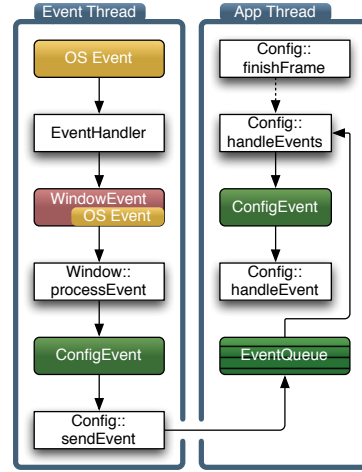 Event Thread
OS Event
EventHandler
WindowEvent
OS Event
Window::
processEvent
ConfigEvent
Config::
sendEvent
App Thread
Config::
finishFrame
Config::
handleEvents
ConfigEvent
Config::
handleEvent
EventQueue